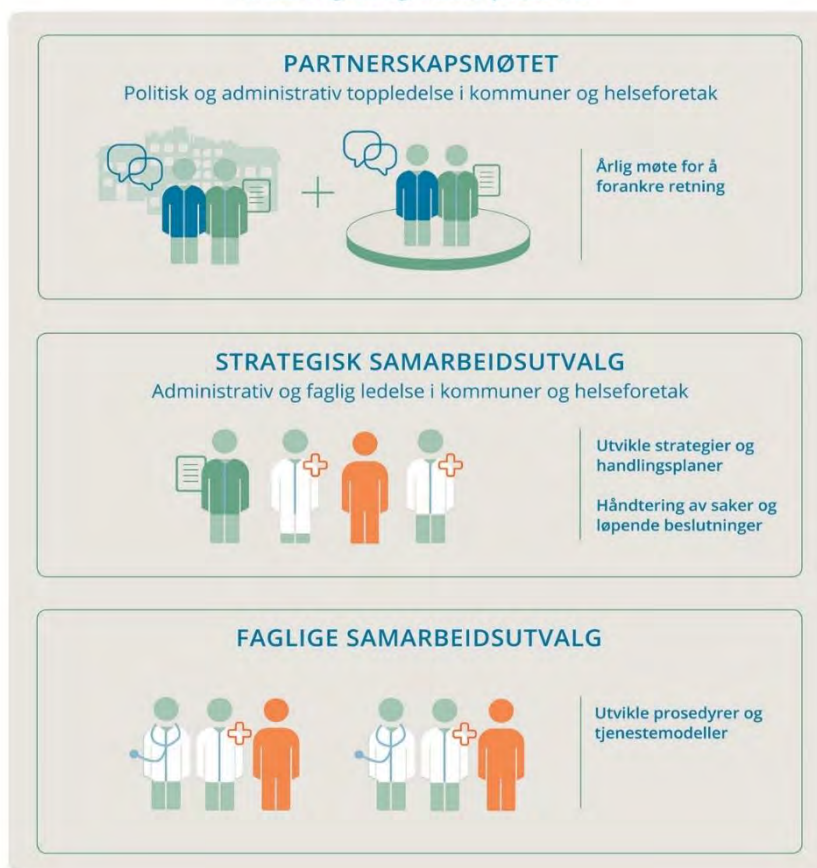 PARTNERSKAPSMØTET
Politisk og administrativ toppledelse i kommuner og helseforetak
Årlig møte for å
forankre retning
STRATEGISK SAMARBEIDSUTVALG
Administrativ og faglig ledelse i kommuner og helseforetak
Utvikle strategier og
handlingsplaner
Håndtering av saker og
løpende beslutninger
FAGLIGE SAMARBEIDSUTVALG
Utvikle prosedyrer og
tjenestemodeller